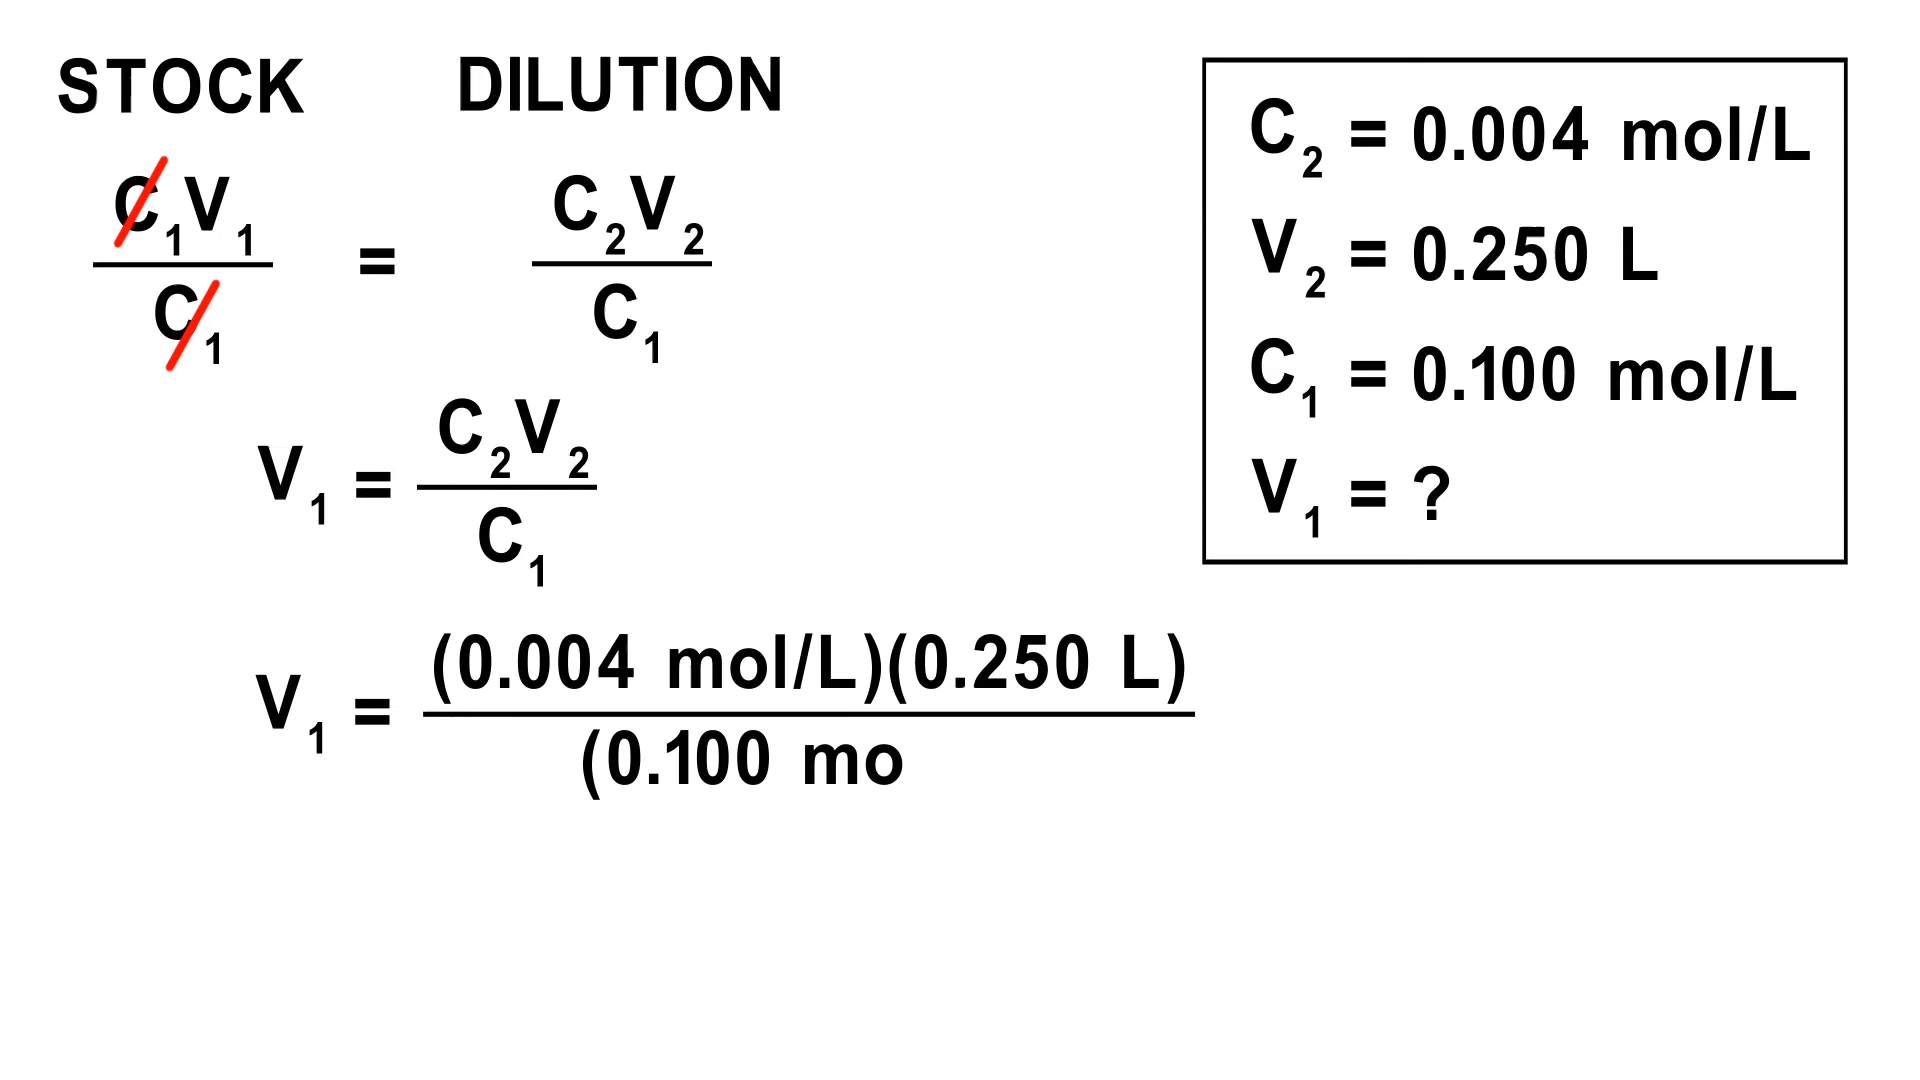 STOCK DILUTION
C₁V₁ / C₁ = C₂V₂ / C₁
V₁ = C₂V₂ / C₁
V₁ = (0.004 mol/L)(0.250 L) / (0.100 mo
C₂ = 0.004 mol/L
V₂ = 0.250 L
C₁ = 0.100 mol/L
V₁ = ?